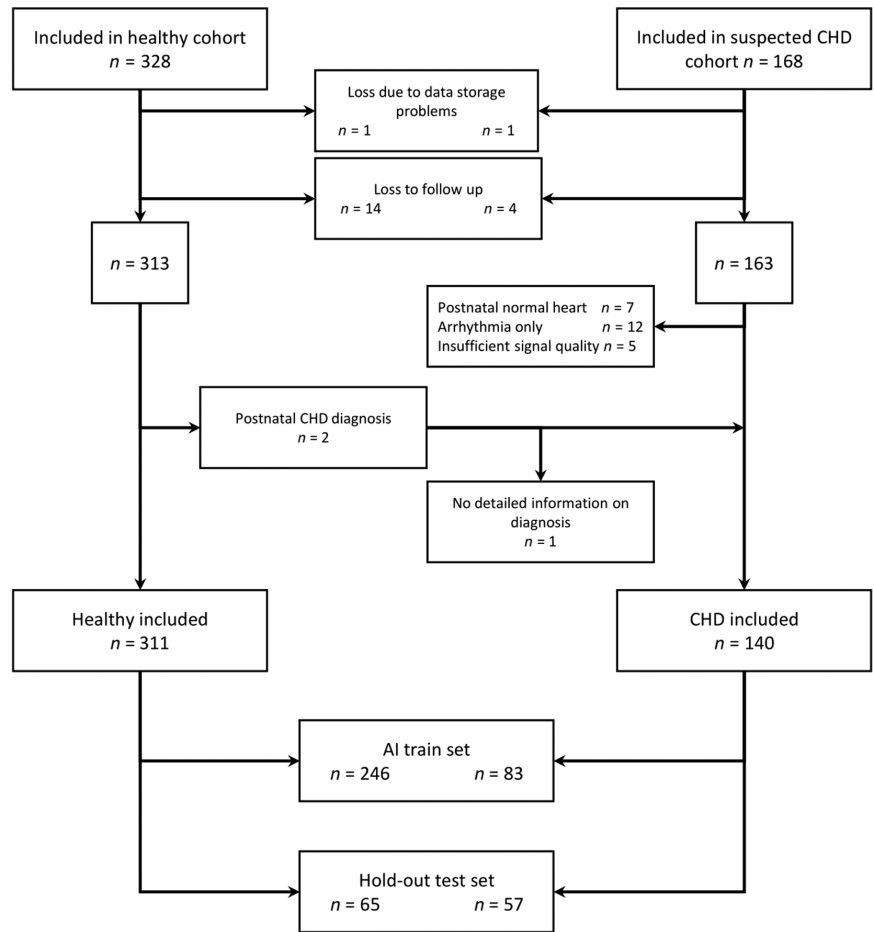 Included in healthy cohort
n = 328
Included in suspected CHD
cohort n = 168
Loss due to data storage
problems
n = 1 n = 1
Loss to follow up
n = 14 n = 4
n = 313
n = 163
Postnatal normal heart n = 7
Arrhythmia only n = 12
Insufficient signal quality n = 5
Postnatal CHD diagnosis
n = 2
No detailed information on
diagnosis
n = 1
Healthy included
n = 311
CHD included
n = 140
AI train set
n = 246 n = 83
Hold-out test set
n = 65 n = 57